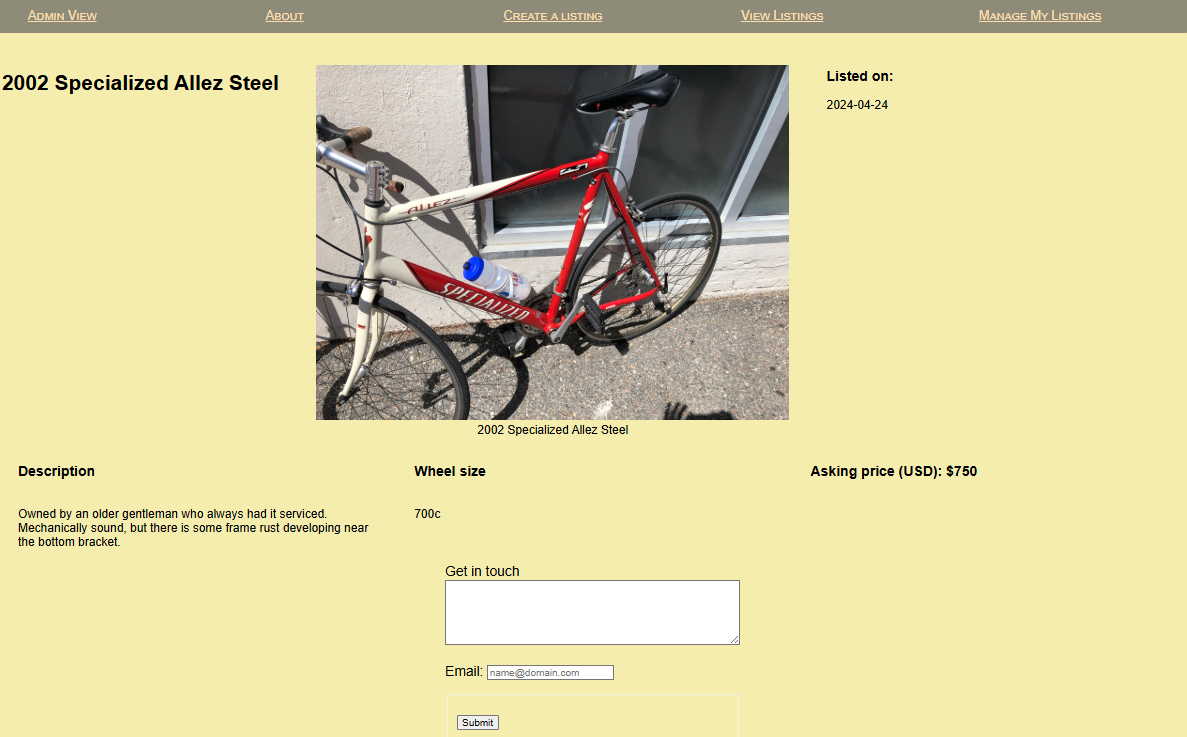 Admin View
About
Create a listing
View Listings
Manage My Listings
2002 Specialized Allez Steel
ALLEZ
SPECIALIZED
2002 Specialized Allez Steel
Listed on:
2024-04-24
Description
Owned by an older gentleman who always had it serviced.
Mechanically sound, but there is some frame rust developing near
the bottom bracket.
Wheel size
700c
Asking price (USD): $750
Get in touch
Email: name@domain.com
Submit